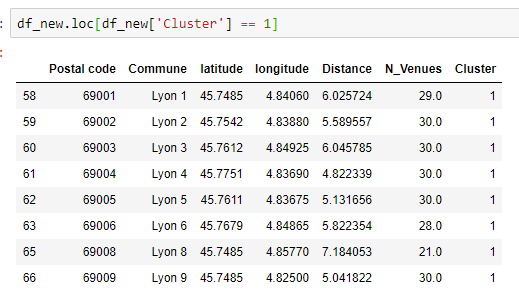 : df_new.loc[df_new['Cluster'] == 1]
:
Postal code Commune latitude longitude Distance N_Venues Cluster
58 69001 Lyon 1 45.7485 4.84060 6.025724 29.0 1
59 69002 Lyon 2 45.7542 4.83880 5.589557 30.0 1
60 69003 Lyon 3 45.7612 4.84925 6.045785 30.0 1
61 69004 Lyon 4 45.7751 4.83690 4.822339 30.0 1
62 69005 Lyon 5 45.7611 4.83675 5.131656 30.0 1
63 69006 Lyon 6 45.7679 4.84865 5.822354 28.0 1
65 69008 Lyon 8 45.7485 4.85770 7.184053 21.0 1
66 69009 Lyon 9 45.7485 4.82500 5.041822 30.0 1